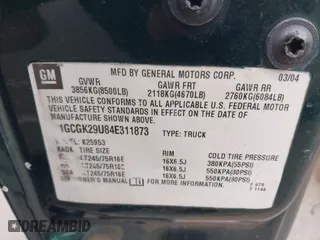 GM
MFD BY GENERAL MOTORS CORP. 03/04
GVWR GAWR FRT GAWR RR
3856KG(8500LB) 2118KG(4670LB) 2760KG(6084LB)
THIS VEHICLE CONFORMS TO ALL APPLICABLE U.S. FEDERAL MOTOR
VEHICLE SAFETY STANDARDS IN EFFECT ON THE DATE OF
MANUFACTURE SHOWN ABOVE.
1GCGK29U84E311873 TYPE: TRUCK
MODEL: K25953
TIRE SIZE RIM COLD TIRE PRESSURE
LT245/75R16E 16X6.5J 380KPA(55PSI)
LT245/75R16E 16X6.5J 550KPA(80PSI)
LT245/75R16E 16X6.5J 550KPA(80PSI)
DREAMBID